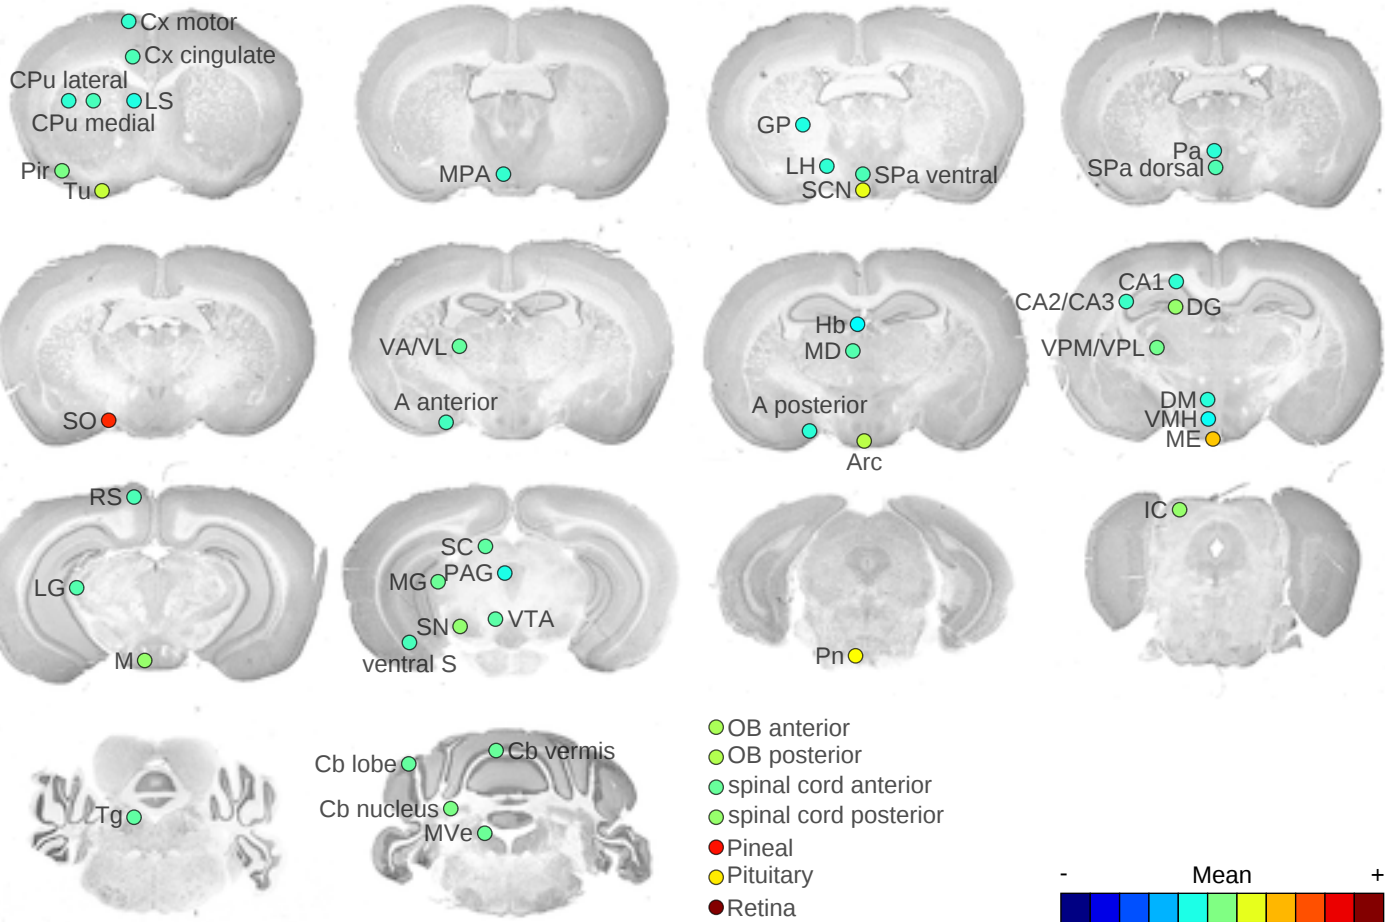 Cx motor
Cx cingulate
CPu lateral
LS
CPu medial
Pir
Tu
MPA
GP
LH
SPa ventral
SCN
Pa
SPa dorsal
SO
VA/VL
A anterior
Hb
MD
A posterior
Arc
CA1
CA2/CA3
DG
VPM/VPL
DM
VMH
ME
RS
LG
M
SC
MG
PAG
SN
VTA
ventral S
Pn
IC
Tg
Cb lobe
Cb vermis
Cb nucleus
MVe
OB anterior
OB posterior
spinal cord anterior
spinal cord posterior
Pineal
Pituitary
Retina
- Mean +